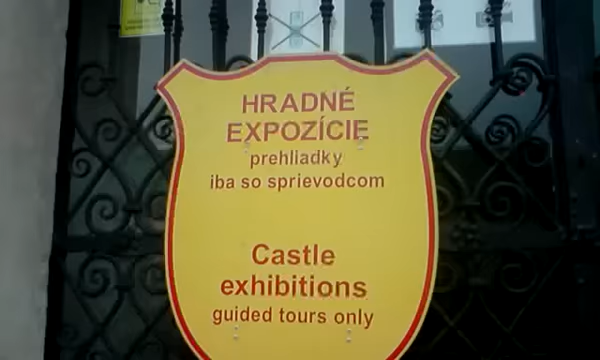 HRADNÉ
EXPOZÍCIE
prehliadky
iba so sprievodcom
Castle
exhibitions
guided tours only